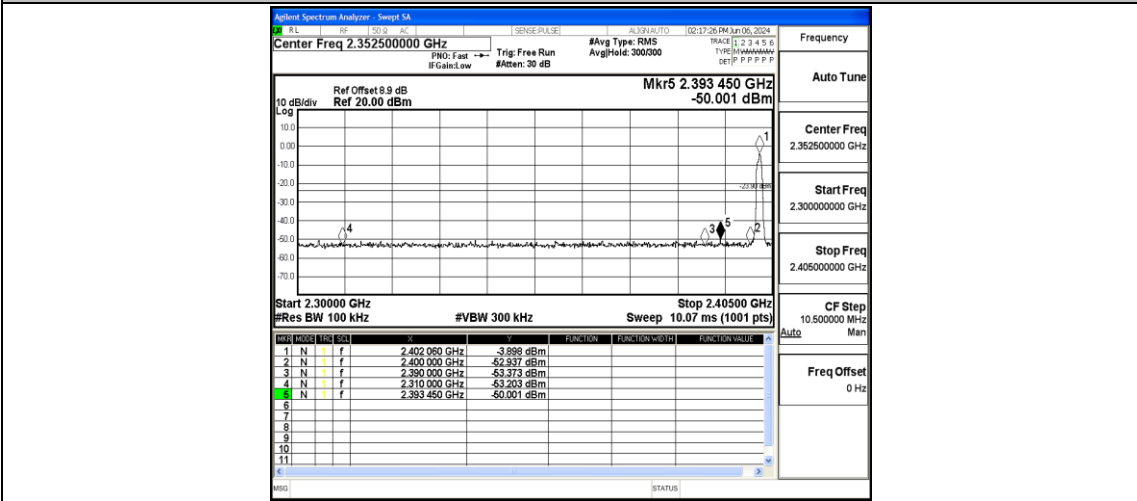 Agilent Spectrum Analyzer - Swept SA
RL RF 50 Ω AC SENSE:PULSE ALIGN AUTO 02:17:26 PM Jun 06, 2024
Center Freq 2.352500000 GHz
PNO: Fast Trig: Free Run
IFGain:Low #Atten: 30 dB
#Avg Type: RMS
Avg|Hold: 300/300
TRACE 1 2 3 4 5 6
TYPE M
DET P P P P P P
Frequency
Auto Tune
Mkr5 2.393 450 GHz
-50.001 dBm
Ref Offset 8.9 dB
10 dB/div Ref 20.00 dBm
Log
10.0
0.00
-10.0
-20.0
-30.0
-40.0
-50.0
-60.0
-70.0
1
-23.90 dBm
4
3
5
2
Center Freq
2.352500000 GHz
Start Freq
2.300000000 GHz
Stop Freq
2.405000000 GHz
CF Step
10.500000 MHz
Auto Man
Freq Offset
0 Hz
Start 2.30000 GHz Stop 2.40500 GHz
#Res BW 100 kHz #VBW 300 kHz Sweep 10.07 ms (1001 pts)
MKR MODE TRC SCL X Y FUNCTION FUNCTION WIDTH FUNCTION VALUE
1 N 1 f 2.402 060 GHz -3.898 dBm
2 N 1 f 2.400 000 GHz -52.937 dBm
3 N 1 f 2.390 000 GHz -53.373 dBm
4 N 1 f 2.310 000 GHz -53.203 dBm
5 N 1 f 2.393 450 GHz -50.001 dBm
6
7
8
9
10
11
MSG STATUS